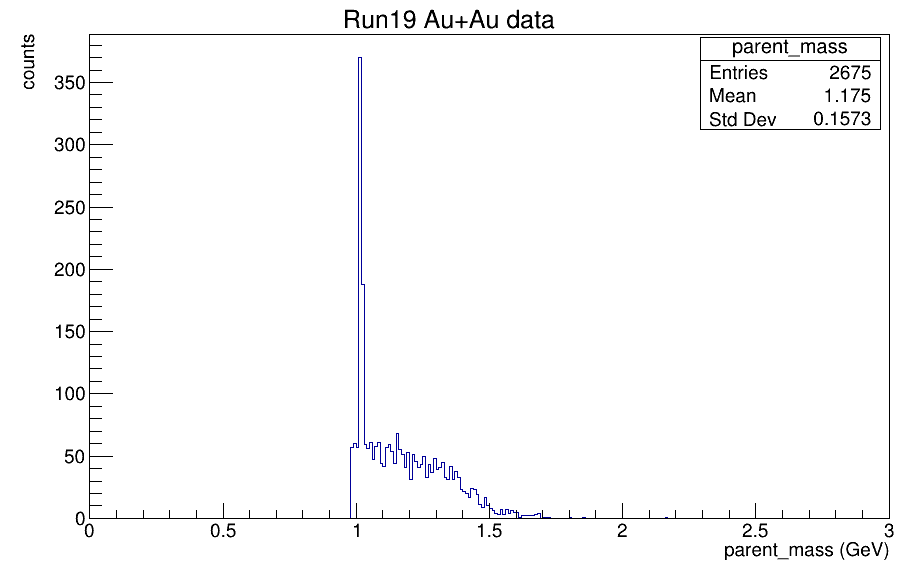 Run19 Au+Au data
counts
parent_mass
Entries 2675
Mean 1.175
Std Dev 0.1573
350
300
250
200
150
100
50
0
0 0.5 1 1.5 2 2.5 3
parent_mass (GeV)